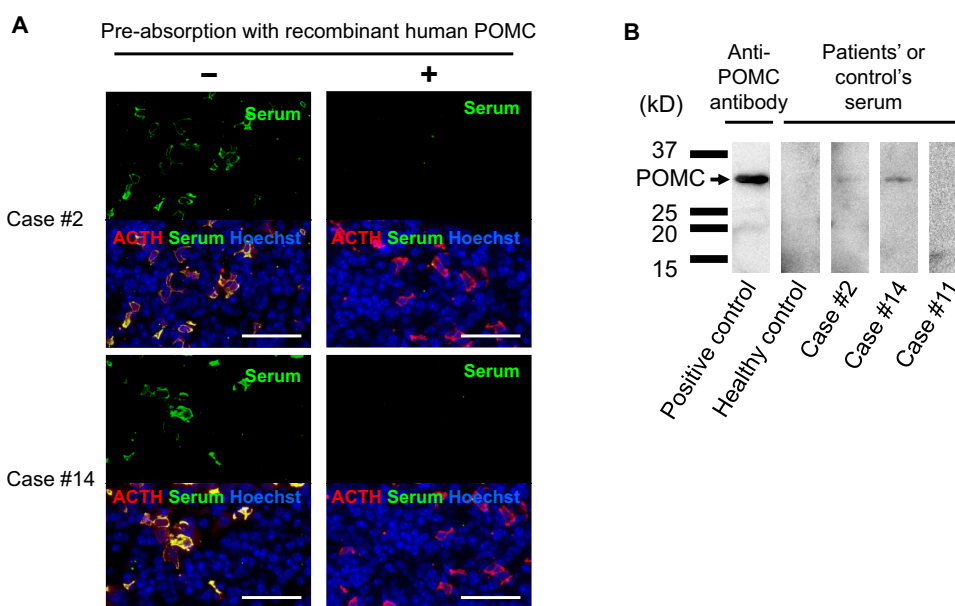 A
Pre-absorption with recombinant human POMC
– +
Serum Serum
Case #2
ACTH Serum Hoechst ACTH Serum Hoechst
Serum Serum
Case #14
ACTH Serum Hoechst ACTH Serum Hoechst
B
Anti-
POMC
antibody
Patients’ or
control's
serum
(kD)
37
POMC
25
20
15
Positive control
Healthy control
Case #2
Case #14
Case #11